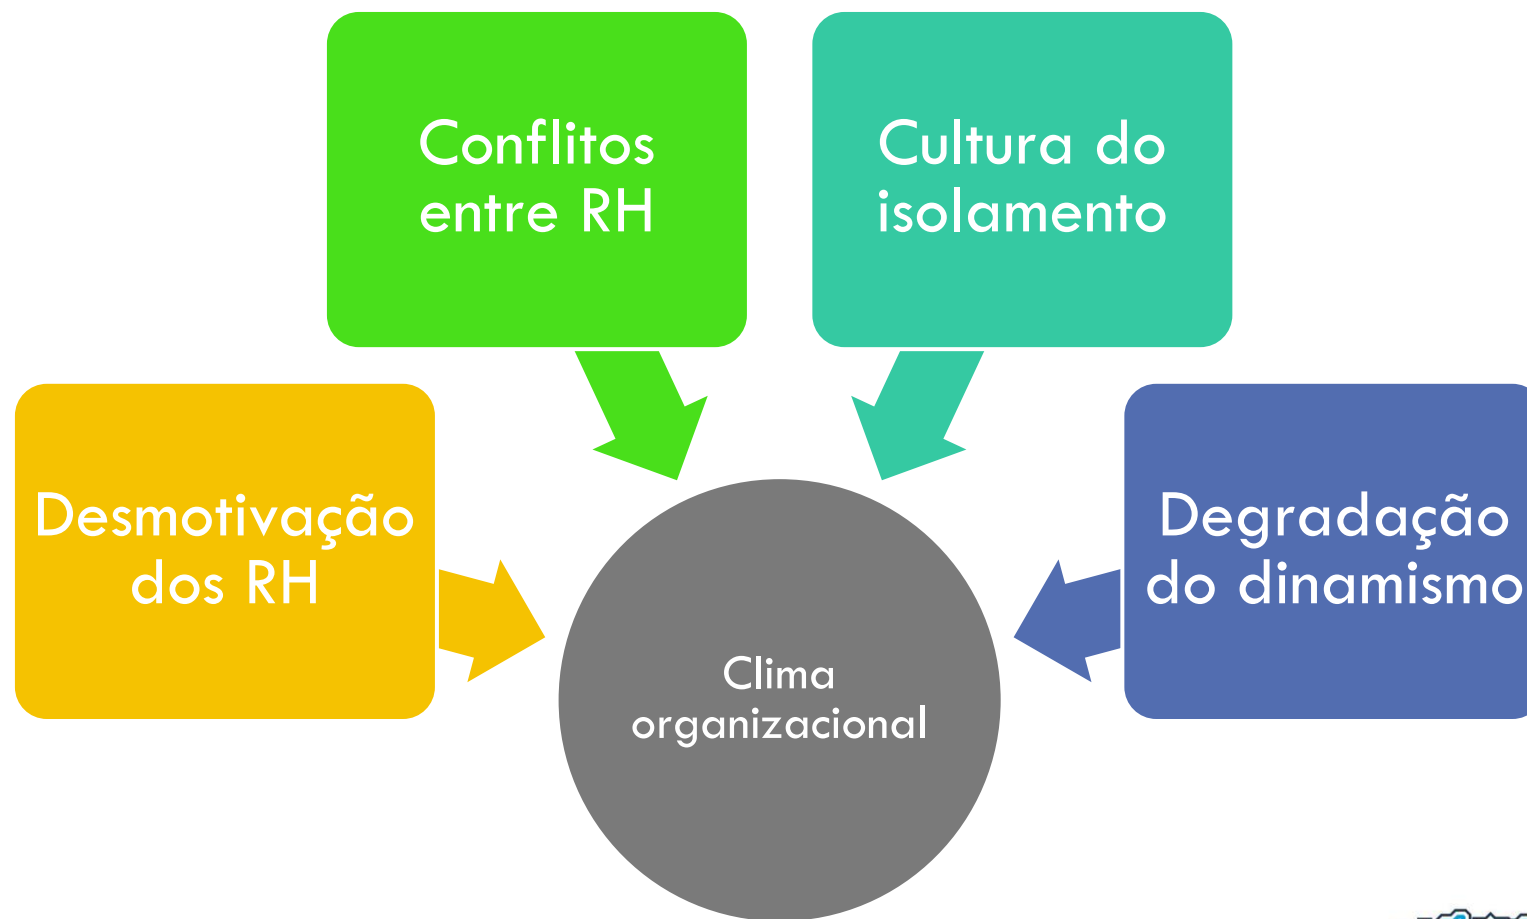 Conflitos
entre RH
Cultura do
isolamento
Desmotivação
dos RH
Degradação
do dinamismo
Clima
organizacional